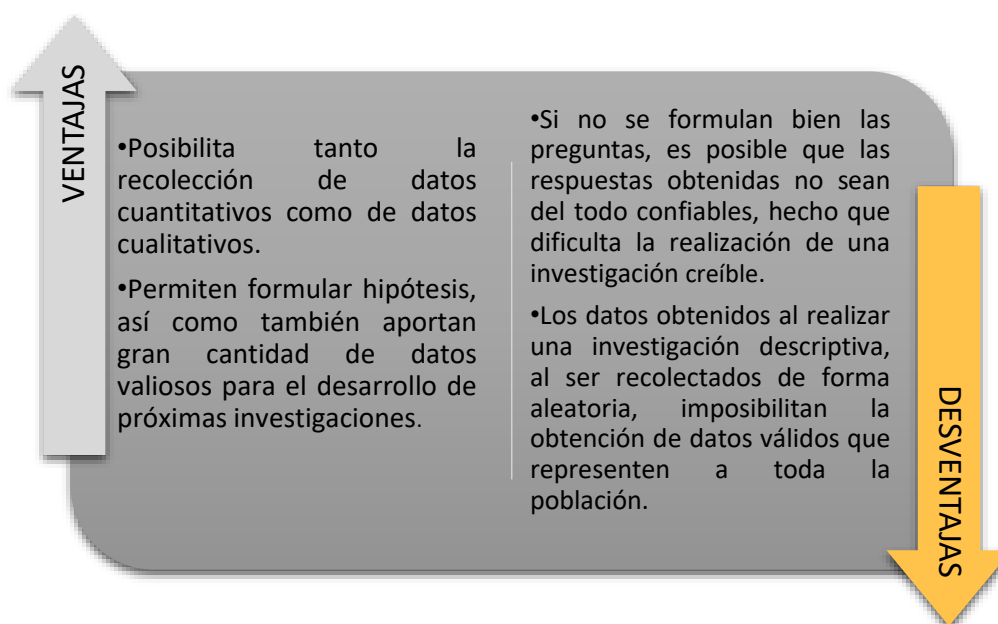 VENTAJAS
•Posibilita tanto la
recolección de datos
cuantitativos como de datos
cualitativos.
•Permiten formular hipótesis,
así como también aportan
gran cantidad de datos
valiosos para el desarrollo de
próximas investigaciones.
•Si no se formulan bien las
preguntas, es posible que las
respuestas obtenidas no sean
del todo confiables, hecho que
dificulta la realización de una
investigación creíble.
•Los datos obtenidos al realizar
una investigación descriptiva,
al ser recolectados de forma
aleatoria, imposibilitan la
obtención de datos válidos que
representen a toda la
población.
DESVENTAJAS